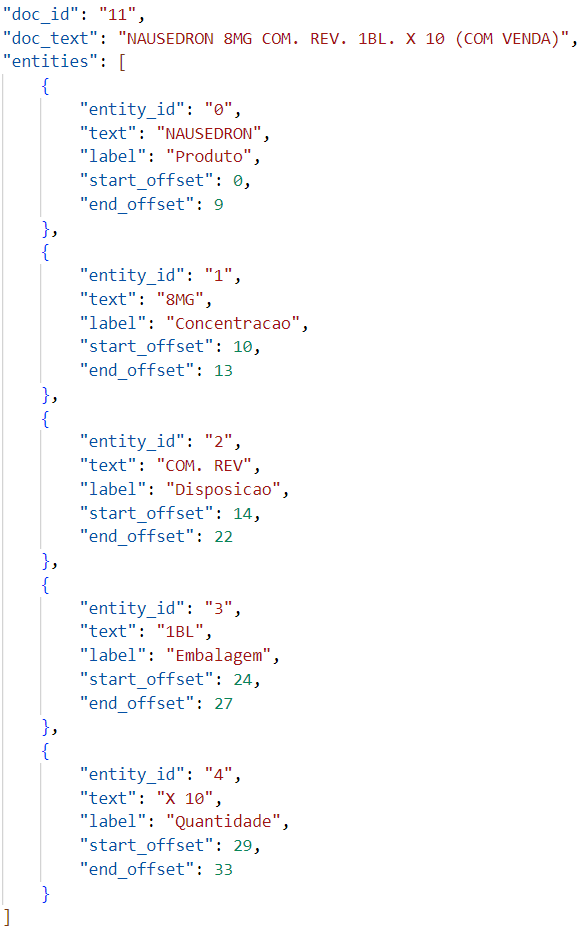 "doc_id": "11",
"doc_text": "NAUSEDRON 8MG COM. REV. 1BL. X 10 (COM VENDA)",
"entities": [
{
"entity_id": "0",
"text": "NAUSEDRON",
"label": "Produto",
"start_offset": 0,
"end_offset": 9
},
{
"entity_id": "1",
"text": "8MG",
"label": "Concentracao",
"start_offset": 10,
"end_offset": 13
},
{
"entity_id": "2",
"text": "COM. REV",
"label": "Disposicao",
"start_offset": 14,
"end_offset": 22
},
{
"entity_id": "3",
"text": "1BL",
"label": "Embalagem",
"start_offset": 24,
"end_offset": 27
},
{
"entity_id": "4",
"text": "X 10",
"label": "Quantidade",
"start_offset": 29,
"end_offset": 33
}
]